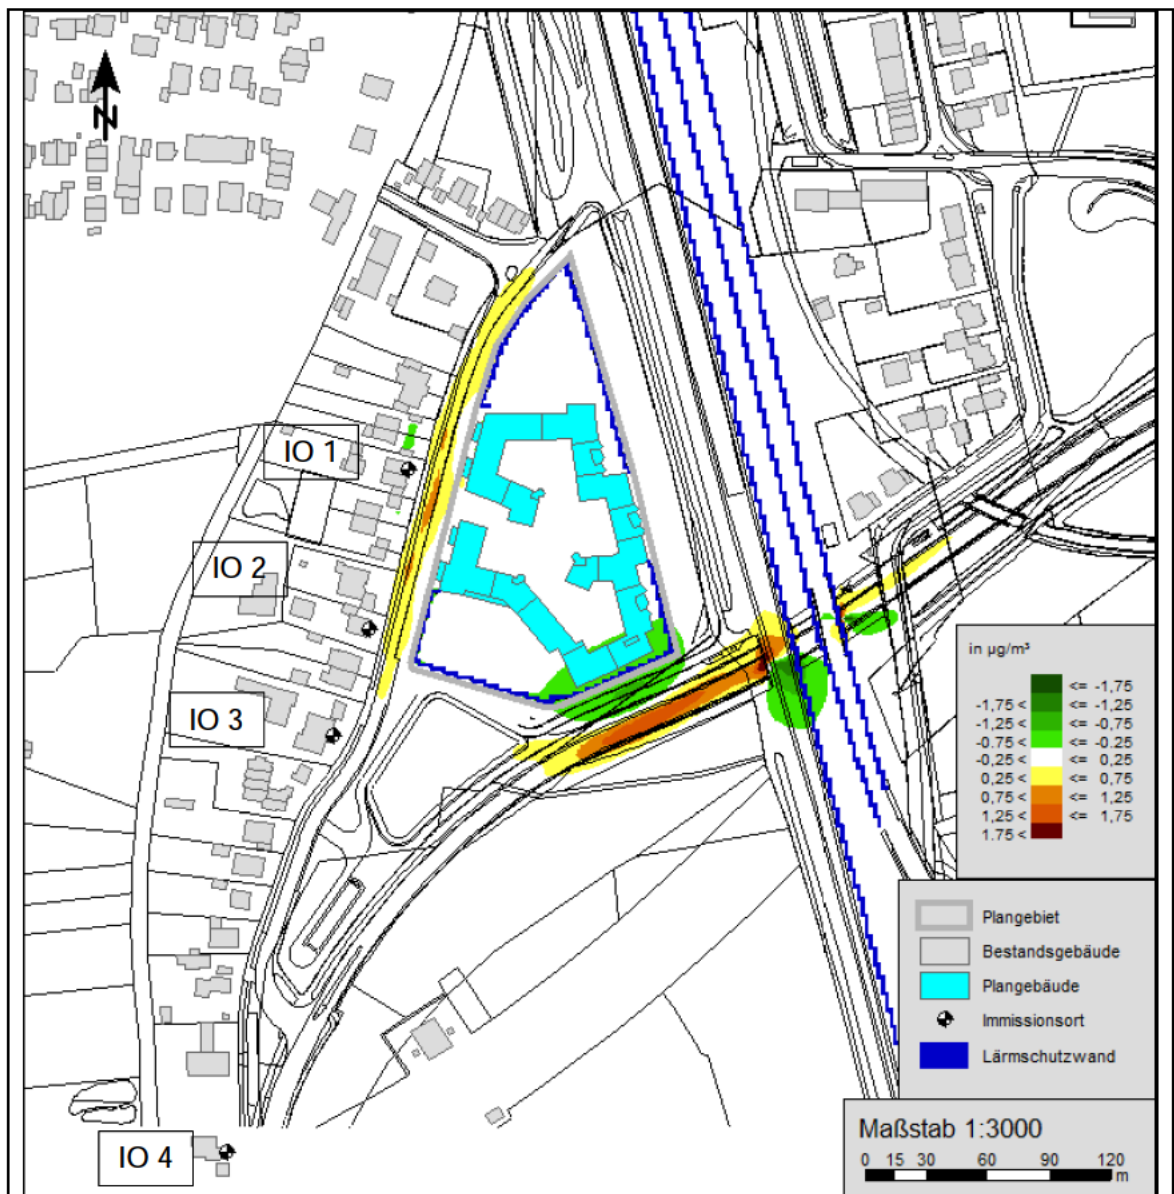 N
IO 1
IO 2
IO 3
IO 4
in µg/m³
<= -1,75
-1,75 < <= -1,25
-1,25 < <= -0,75
-0.75 < <= -0.25
-0,25 < <= 0,25
0,25 < <= 0,75
0,75 < <= 1,25
1,25 < <= 1,75
1.75 <
Plangebiet
Bestandsgebäude
Plangebäude
Immissionsort
Lärmschutzwand
Maßstab 1:3000
0 15 30 60 90 120
m